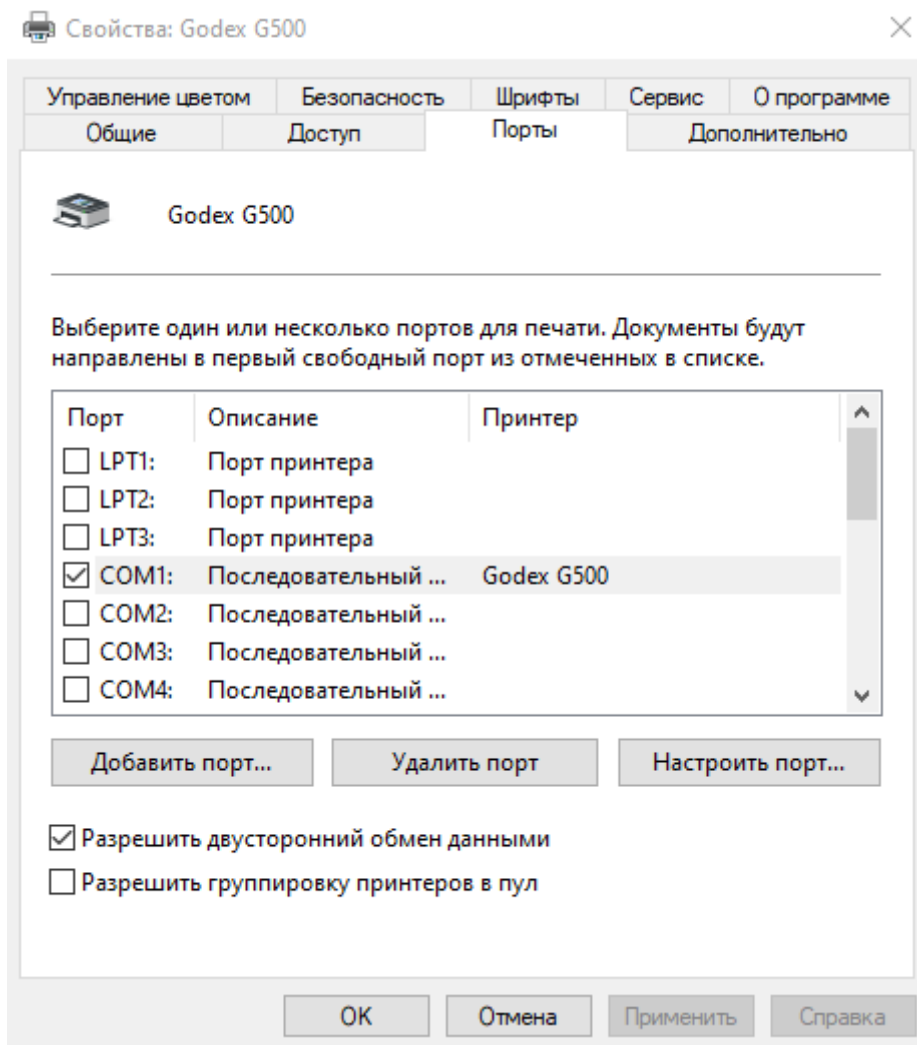 Свойства: Godex G500
Управление цветом Безопасность Шрифты Сервис О программе
Общие Доступ Порты Дополнительно
Godex G500
Выберите один или несколько портов для печати. Документы будут
направлены в первый свободный порт из отмеченных в списке.
Порт Описание Принтер
LPT1: Порт принтера
LPT2: Порт принтера
LPT3: Порт принтера
COM1: Последовательный ... Godex G500
COM2: Последовательный ...
COM3: Последовательный ...
COM4: Последовательный ...
Добавить порт... Удалить порт Настроить порт...
Разрешить двусторонний обмен данными
Разрешить группировку принтеров в пул
OK Отмена Применить Справка